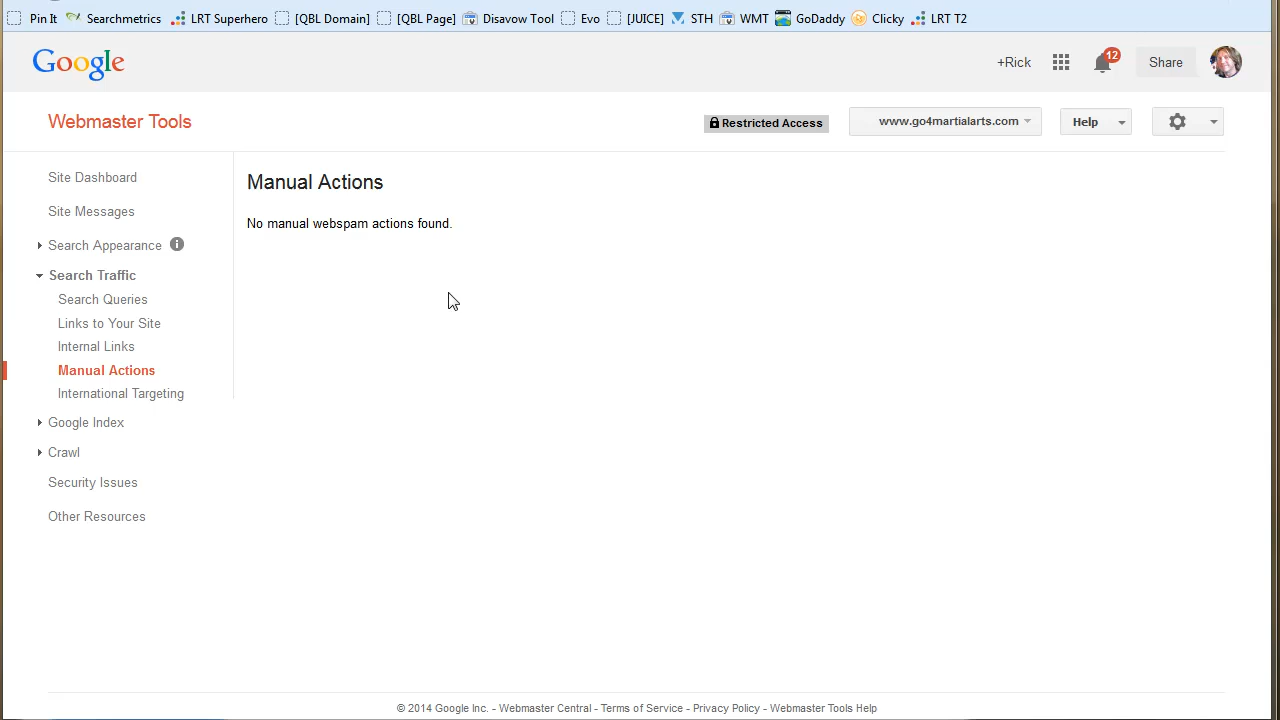 Pin It Searchmetrics LRT Superhero [QBL Domain] [QBL Page] Disavow Tool Evo [JUICE] STH WMT GoDaddy Clicky LRT T2
Google +Rick 12 Share
Webmaster Tools Restricted Access www.go4martialarts.com Help
Site Dashboard
Manual Actions
No manual webspam actions found.
Site Messages
Search Appearance i
Search Traffic
Search Queries
Links to Your Site
Internal Links
Manual Actions
International Targeting
Google Index
Crawl
Security Issues
Other Resources
© 2014 Google Inc. - Webmaster Central - Terms of Service - Privacy Policy - Webmaster Tools Help